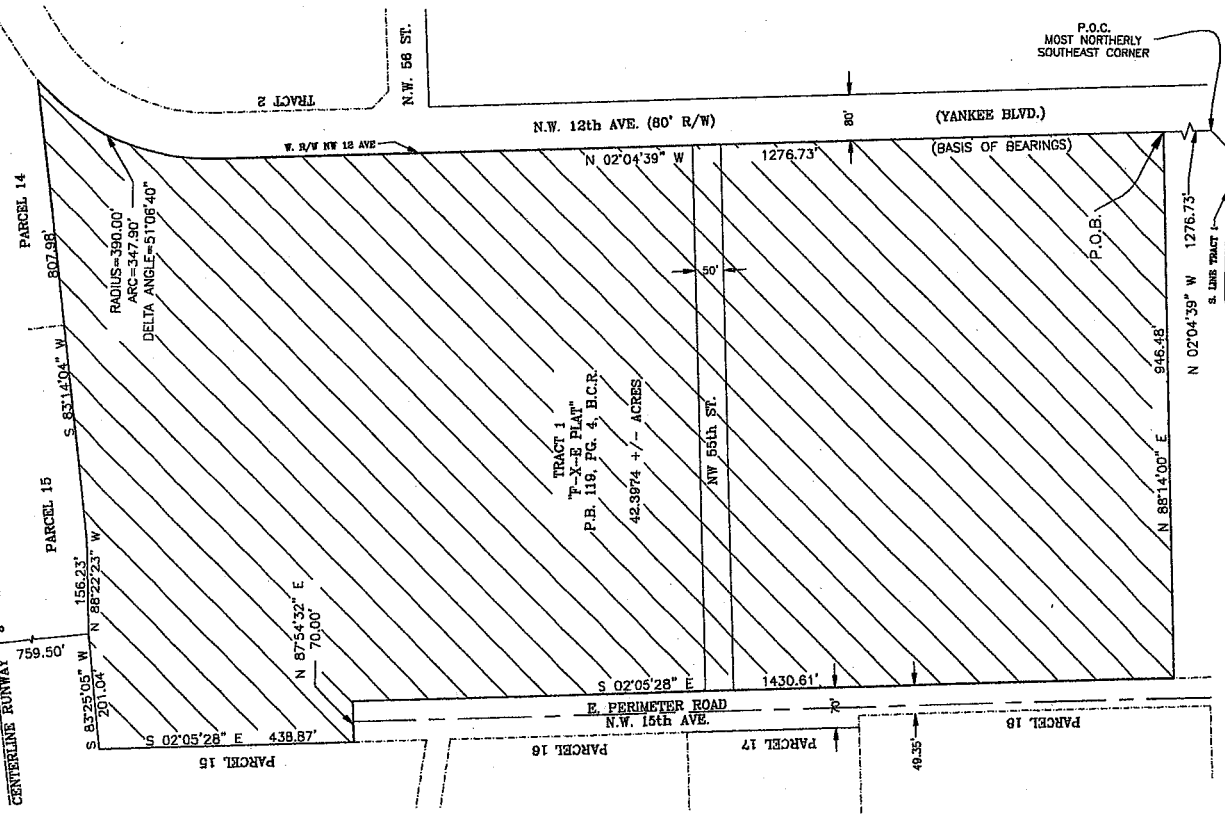 P.O.C.
MOST NORTHERLY
SOUTHEAST CORNER
N.W. 56 ST.
TRACT 2
N.W. 12th AVE. (80' R/W)
80'
(YANKEE BLVD.)
W. R/W NW 12 AVE
N 02°04'39" W
1276.73'
(BASIS OF BEARINGS)
PARCEL 14
807.98'
RADIUS=390.00'
ARC=347.90'
DELTA ANGLE=51°06'40"
P.O.B.
N 02°04'39" W 1276.73'
S. LINE TRACT 1
50'
S 83°14'04" W
TRACT 1
"F-X-E PLAT"
P.B. 119, PG. 4, B.C.R.
42.3974 +/- ACRES
NW 55th ST.
946.48'
N 88°14'00" E
PARCEL 15
156.23'
N 88°22'23" W
N 87°54'32" E
70.00'
759.50'
CENTERLINE RUNWAY 8
S 83°25'05" W
201.04'
S 02°05'28" E
1430.61'
E. PERIMETER ROAD
N.W. 15th AVE.
70'
S 02°05'28" E 438.87'
PARCEL 15
PARCEL 16
PARCEL 17
49.35'
PARCEL 18